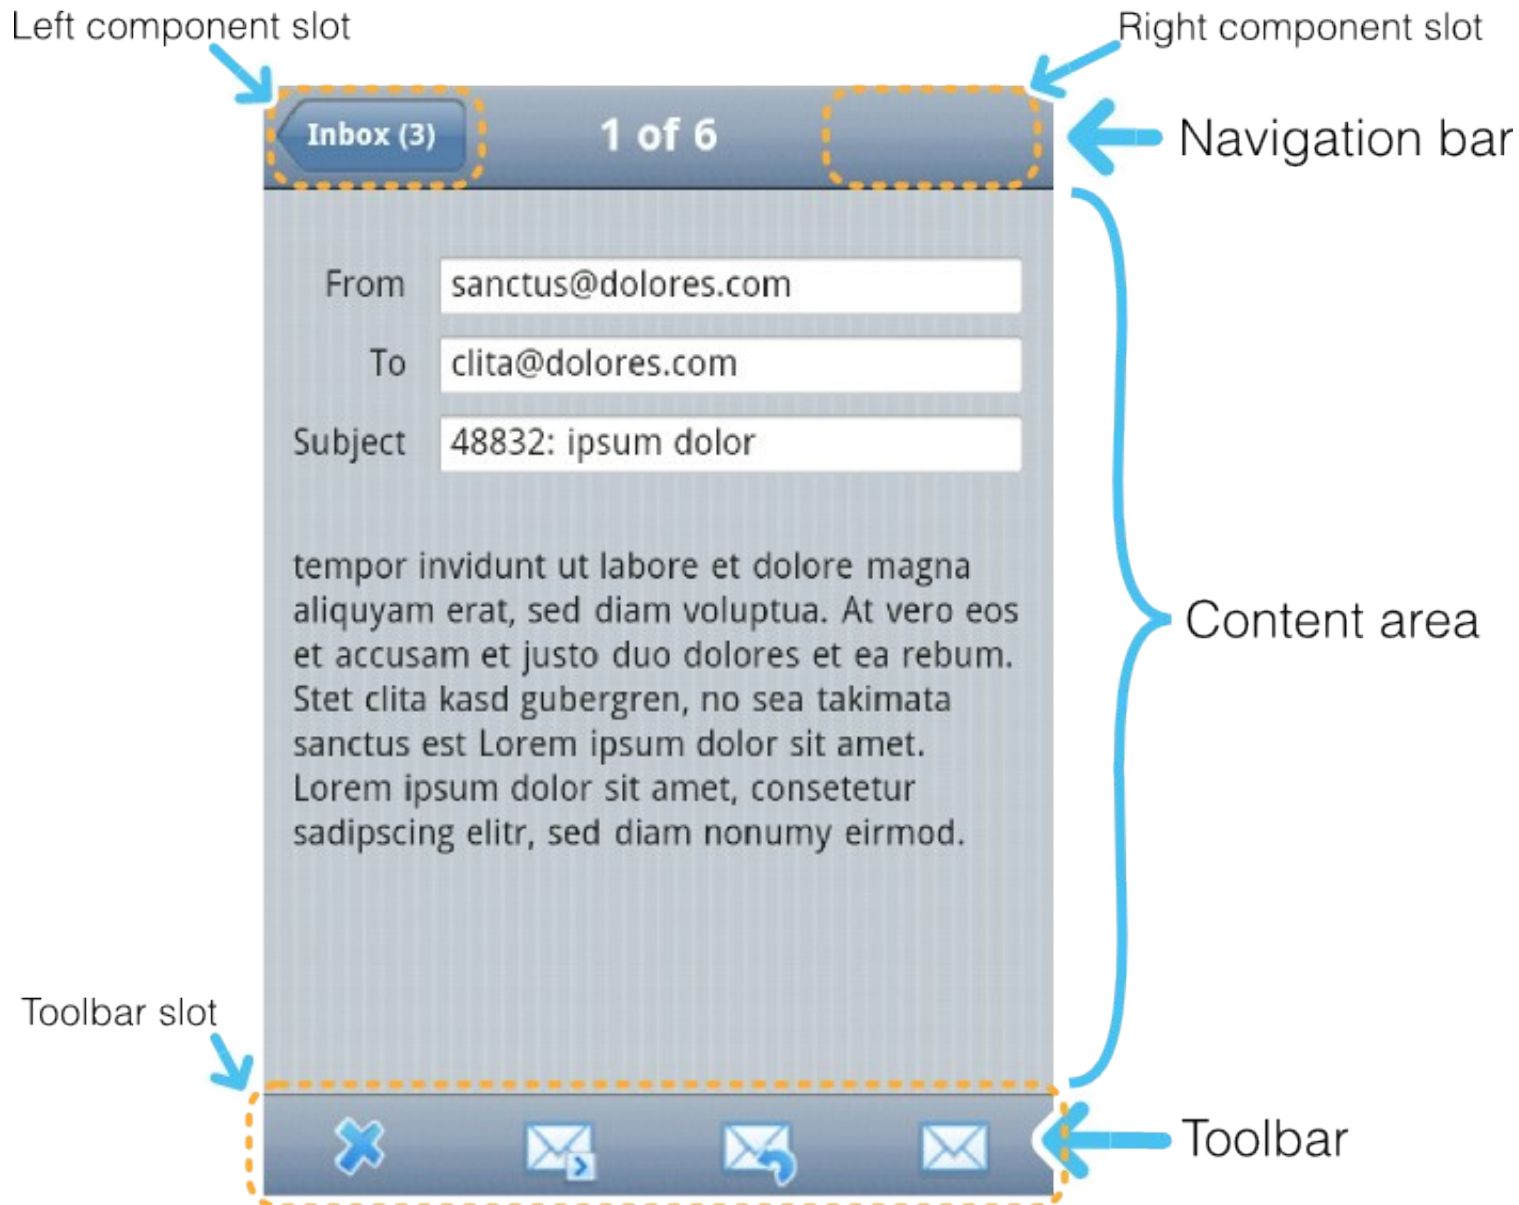 Left component slot
Right component slot
Inbox (3)
1 of 6
Navigation bar
From
sanctus@dolores.com
To
clita@dolores.com
Subject
48832: ipsum dolor
tempor invidunt ut labore et dolore magna
aliquyam erat, sed diam voluptua. At vero eos
et accusam et justo duo dolores et ea rebum.
Stet clita kasd gubergren, no sea takimata
sanctus est Lorem ipsum dolor sit amet.
Lorem ipsum dolor sit amet, consetetur
sadipscing elitr, sed diam nonumy eirmod.
Content area
Toolbar slot
Toolbar